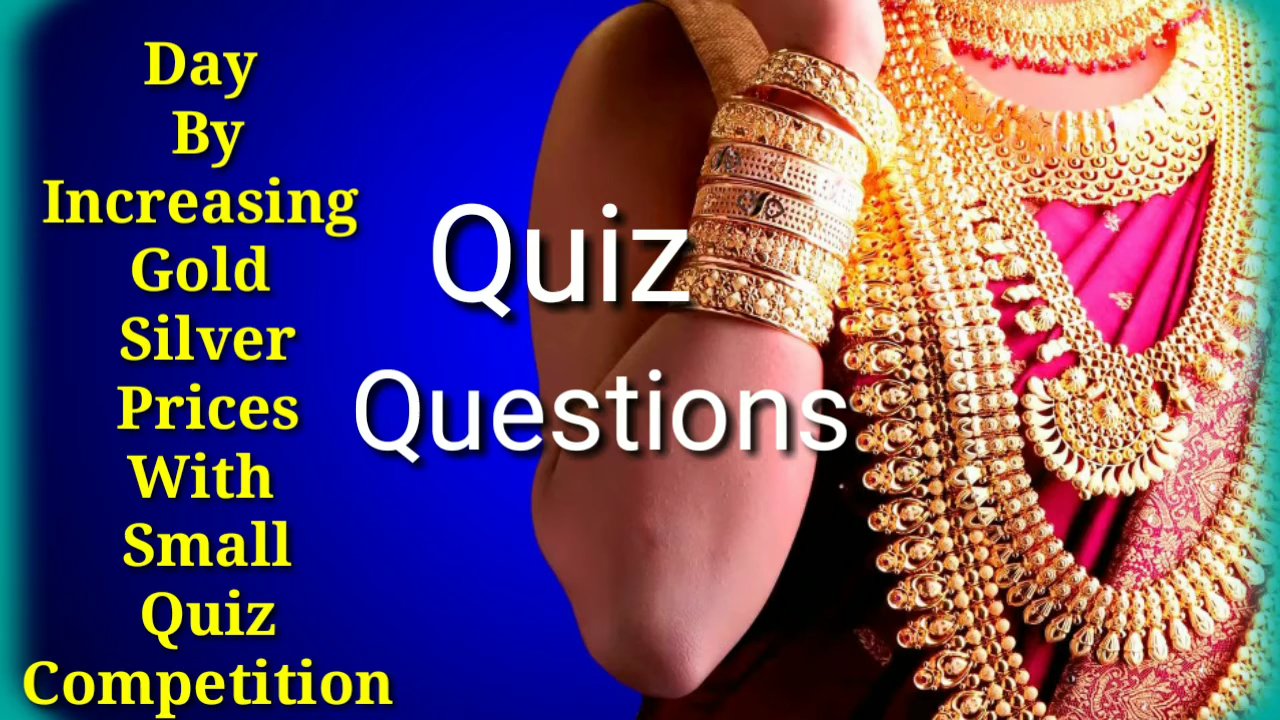 Day
By
Increasing
Gold
Silver
Prices
With
Small
Quiz
Competition
Quiz
Questions